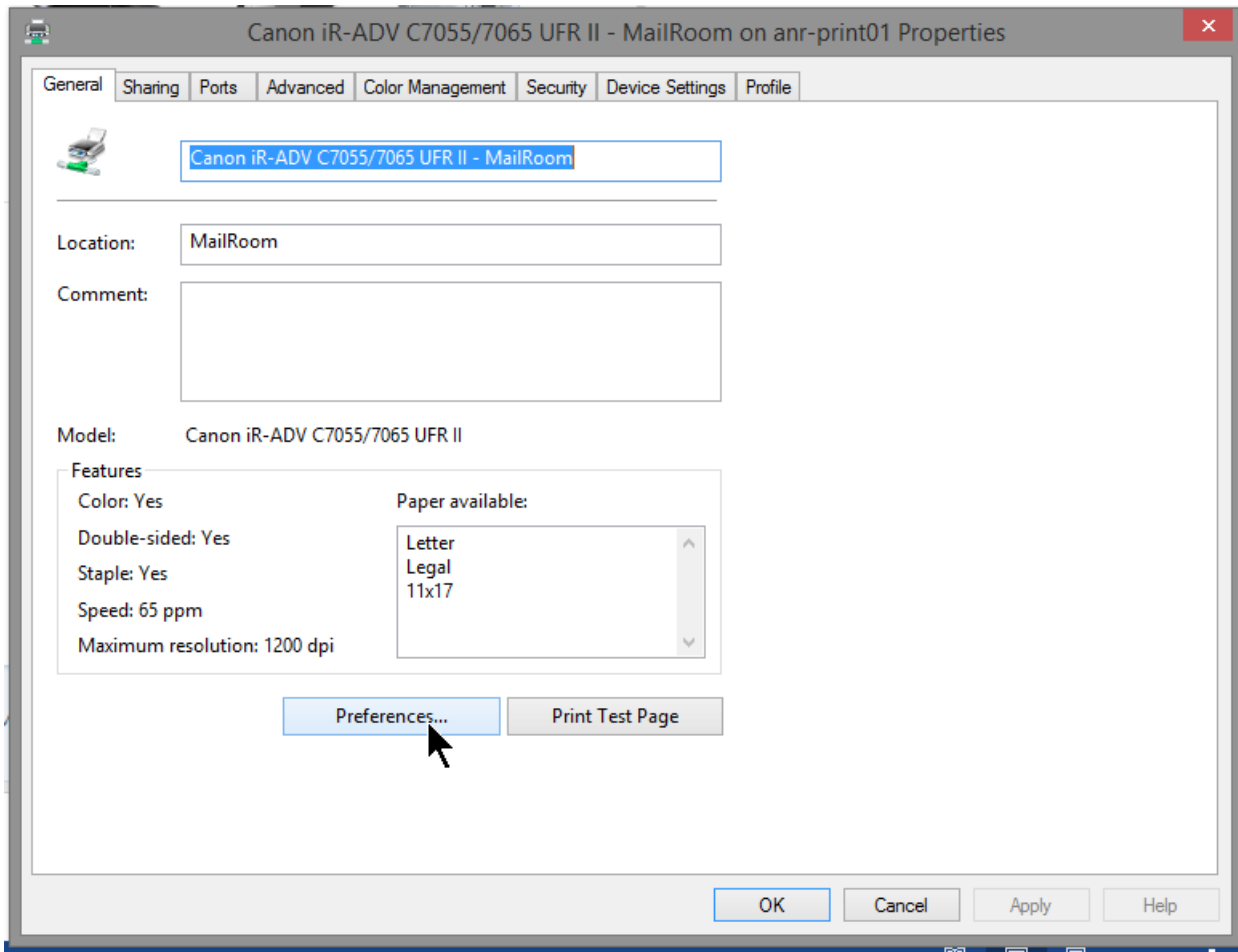 Canon iR-ADV C7055/7065 UFR II - MailRoom on anr-print01 Properties
General Sharing Ports Advanced Color Management Security Device Settings Profile
Canon iR-ADV C7055/7065 UFR II - MailRoom
Location: MailRoom
Comment:
Model: Canon iR-ADV C7055/7065 UFR II
Features
Color: Yes Paper available:
Double-sided: Yes Letter
Staple: Yes Legal
Speed: 65 ppm 11x17
Maximum resolution: 1200 dpi
Preferences... Print Test Page
OK Cancel Apply Help